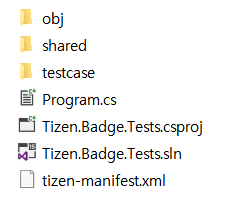 obj
shared
testcase
Program.cs
Tizen.Badge.Tests.csproj
Tizen.Badge.Tests.sln
tizen-manifest.xml